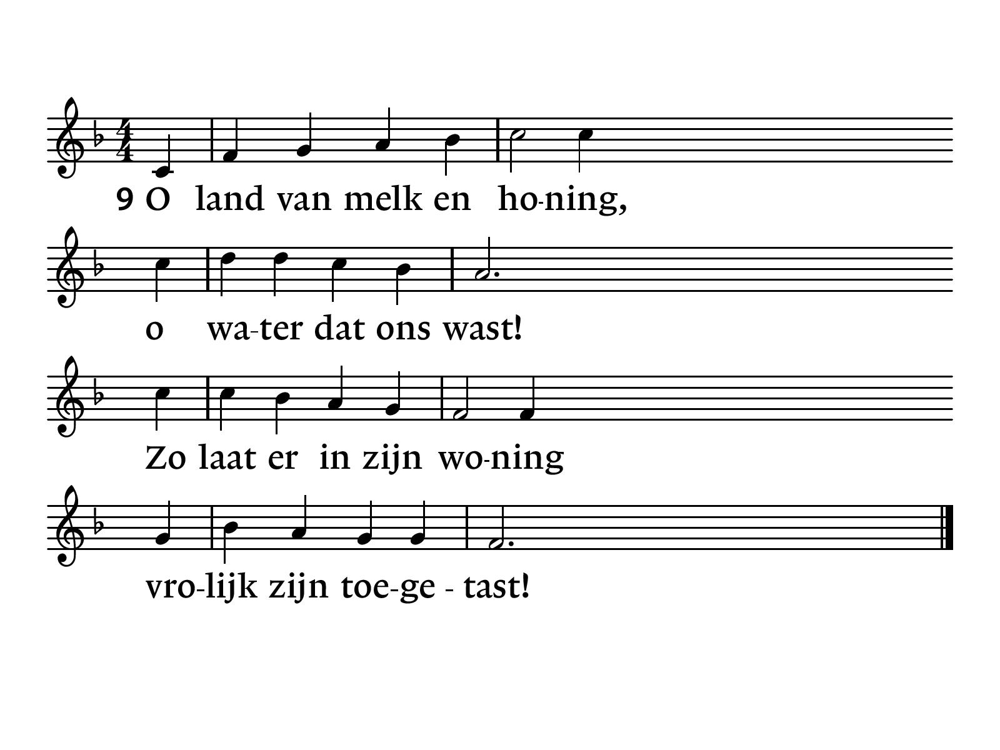 9 O land van melk en ho-ning,
o wa-ter dat ons wast!
Zo laat er in zijn wo-ning
vro-lijk zijn toe-ge - tast!